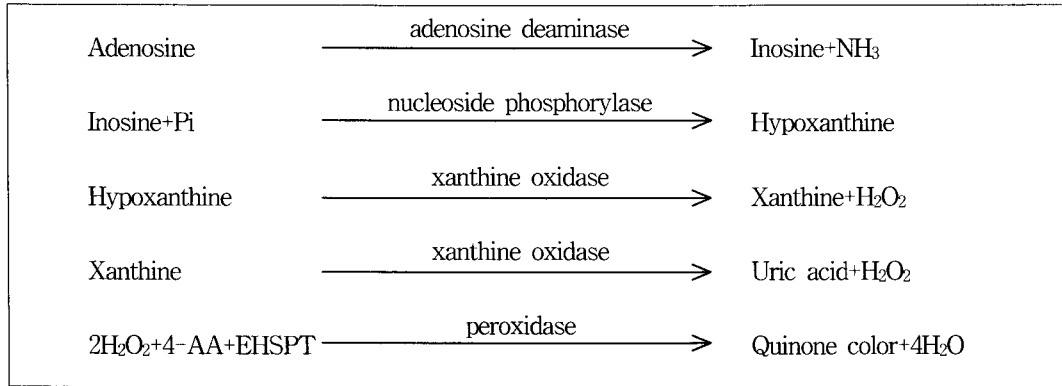 adenosine deaminase
Adenosine Inosine+NH₃
nucleoside phosphorylase
Inosine+Pi Hypoxanthine
xanthine oxidase
Hypoxanthine Xanthine+H₂O₂
xanthine oxidase
Xanthine Uric acid+H₂O₂
peroxidase
2H₂O₂+4-AA+EHSPT Quinone color+4H₂O